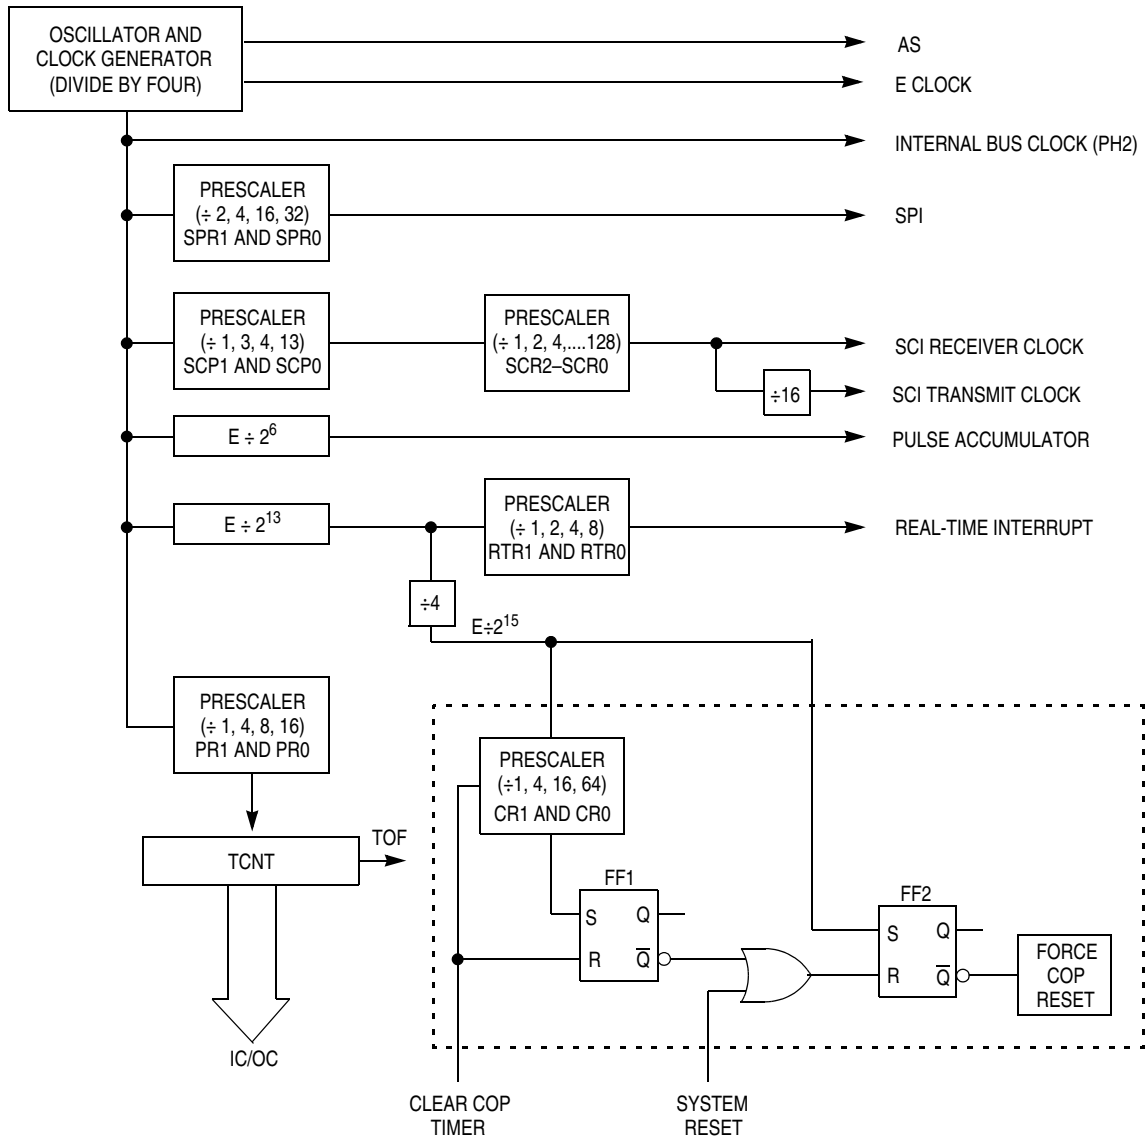 OSCILLATOR AND
CLOCK GENERATOR
(DIVIDE BY FOUR)
AS
E CLOCK
INTERNAL BUS CLOCK (PH2)
PRESCALER
(÷ 2, 4, 16, 32)
SPR1 AND SPR0
SPI
PRESCALER
(÷ 1, 3, 4, 13)
SCP1 AND SCP0
PRESCALER
(÷ 1, 2, 4,....128)
SCR2–SCR0
SCI RECEIVER CLOCK
÷16
SCI TRANSMIT CLOCK
E ÷ 2^6
PULSE ACCUMULATOR
E ÷ 2^13
PRESCALER
(÷ 1, 2, 4, 8)
RTR1 AND RTR0
REAL-TIME INTERRUPT
÷4
E÷2^15
PRESCALER
(÷ 1, 4, 8, 16)
PR1 AND PR0
TCNT
TOF
IC/OC
PRESCALER
(÷1, 4, 16, 64)
CR1 AND CR0
FF1
S Q
R Q̅
FF2
S Q
R Q̅
FORCE
COP
RESET
CLEAR COP
TIMER
SYSTEM
RESET